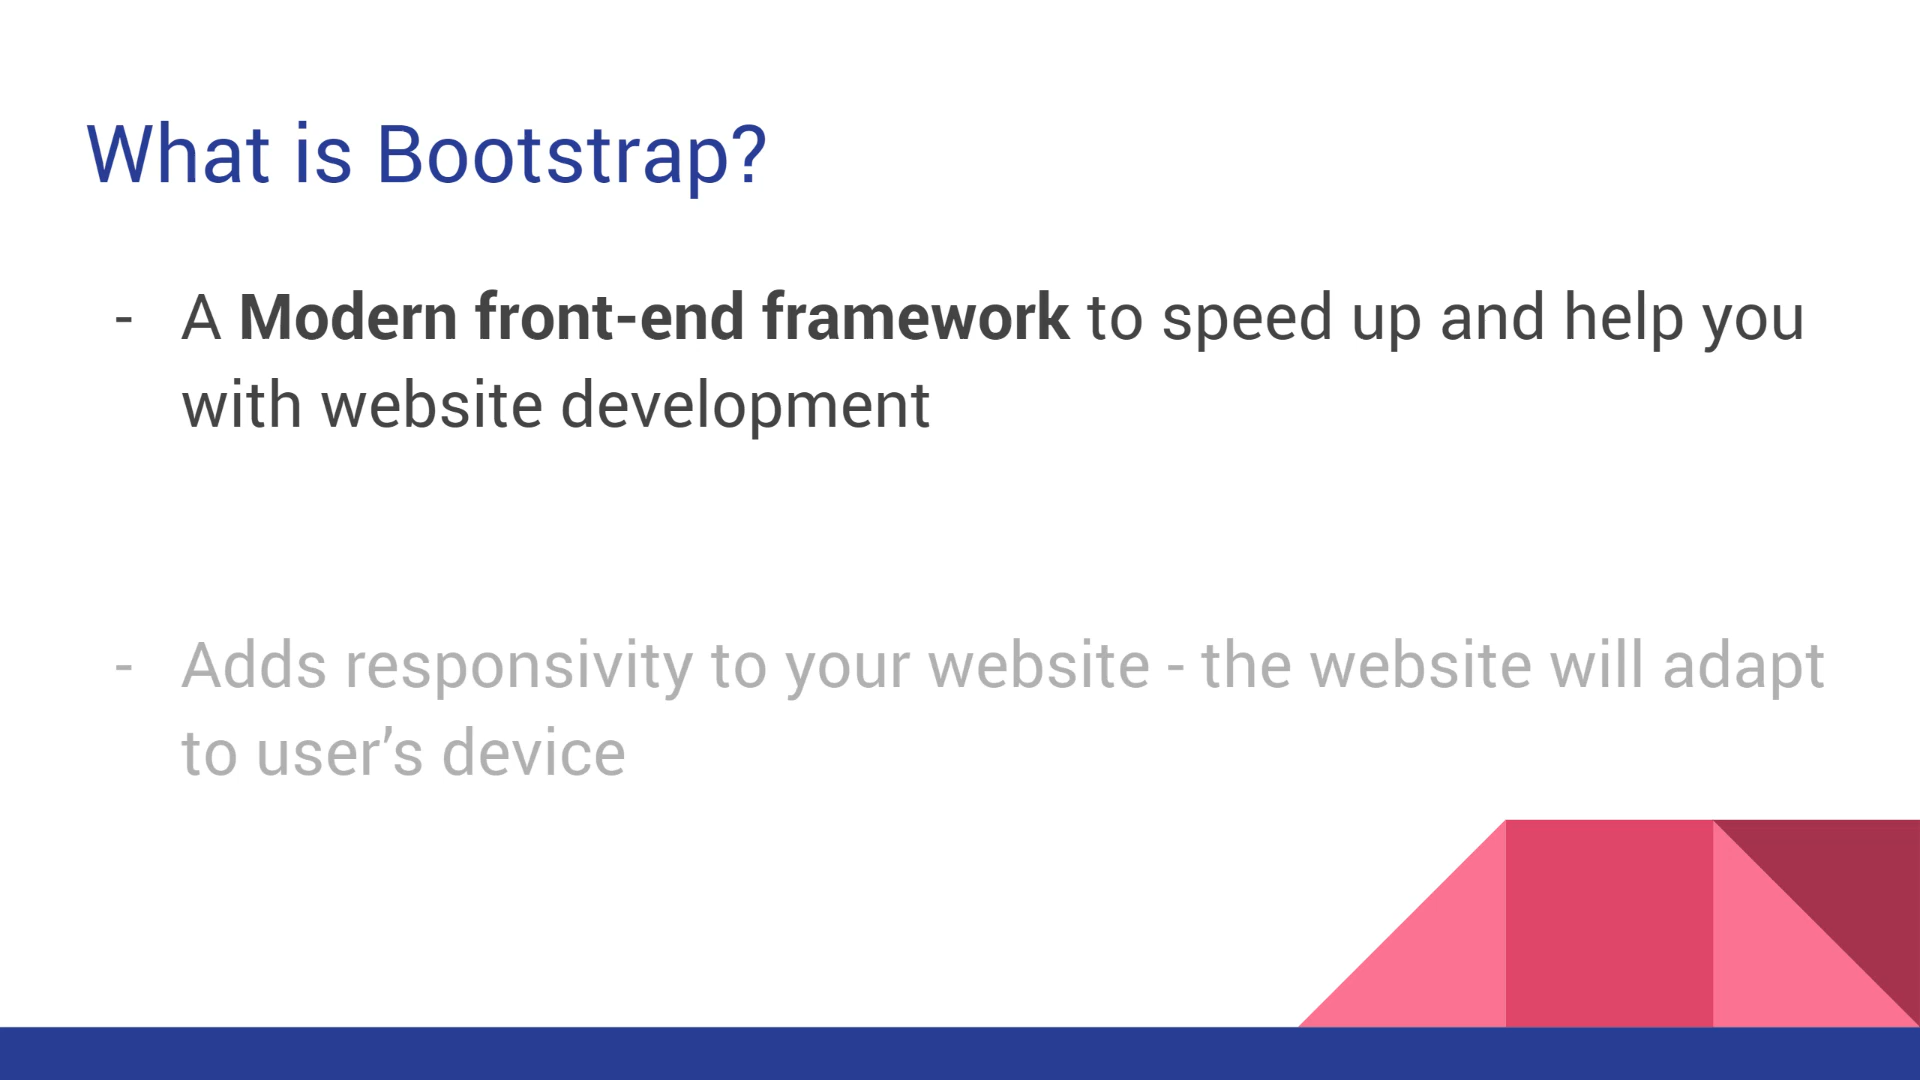 What is Bootstrap?
- A Modern front-end framework to speed up and help you
with website development
- Adds responsivity to your website - the website will adapt
to user’s device